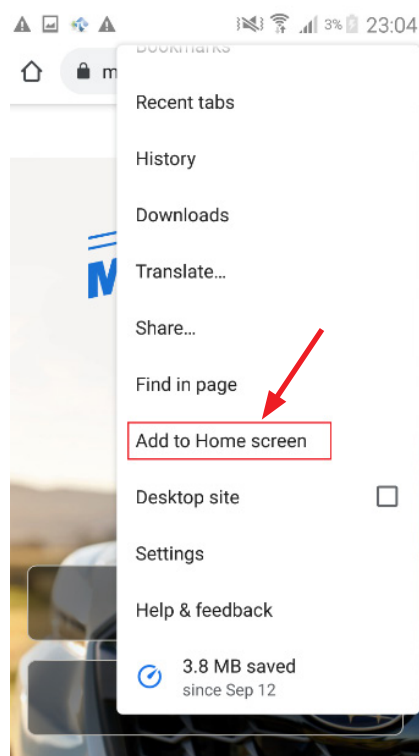 3% 23:04
m
Bookmarks
Recent tabs
History
Downloads
Translate...
Share...
Find in page
Add to Home screen
Desktop site
Settings
Help & feedback
3.8 MB saved
since Sep 12
M